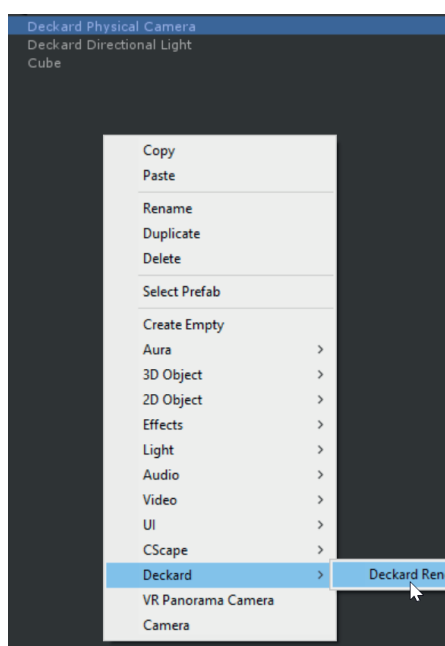 Deckard Physical Camera
Deckard Directional Light
Cube
Copy
Paste
Rename
Duplicate
Delete
Select Prefab
Create Empty
Aura
3D Object
2D Object
Effects
Light
Audio
Video
UI
CScape
Deckard
Deckard Ren
VR Panorama Camera
Camera